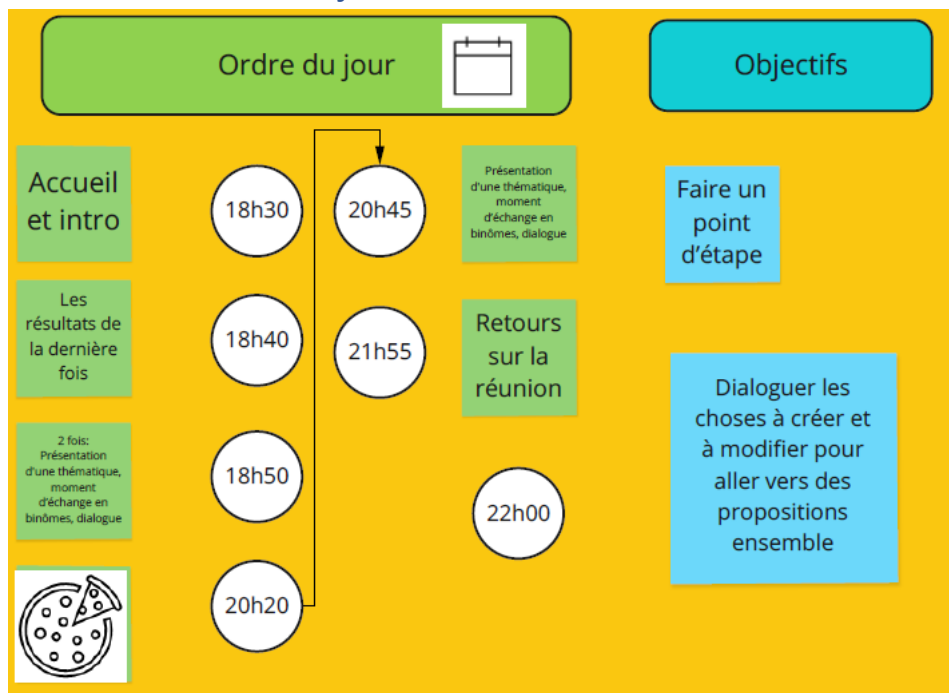 Ordre du jour
Objectifs
Accueil
et intro
18h30
Les
résultats de
la dernière
fois
18h40
2 fois:
Présentation
d'une thématique,
moment
d'échange en
binômes, dialogue
18h50
20h20
20h45
Présentation
d'une thématique,
moment
d'échange en
binômes, dialogue
21h55
Retours
sur la
réunion
22h00
Faire un
point
d'étape
Dialoguer les
choses à créer et
à modifier pour
aller vers des
propositions
ensemble